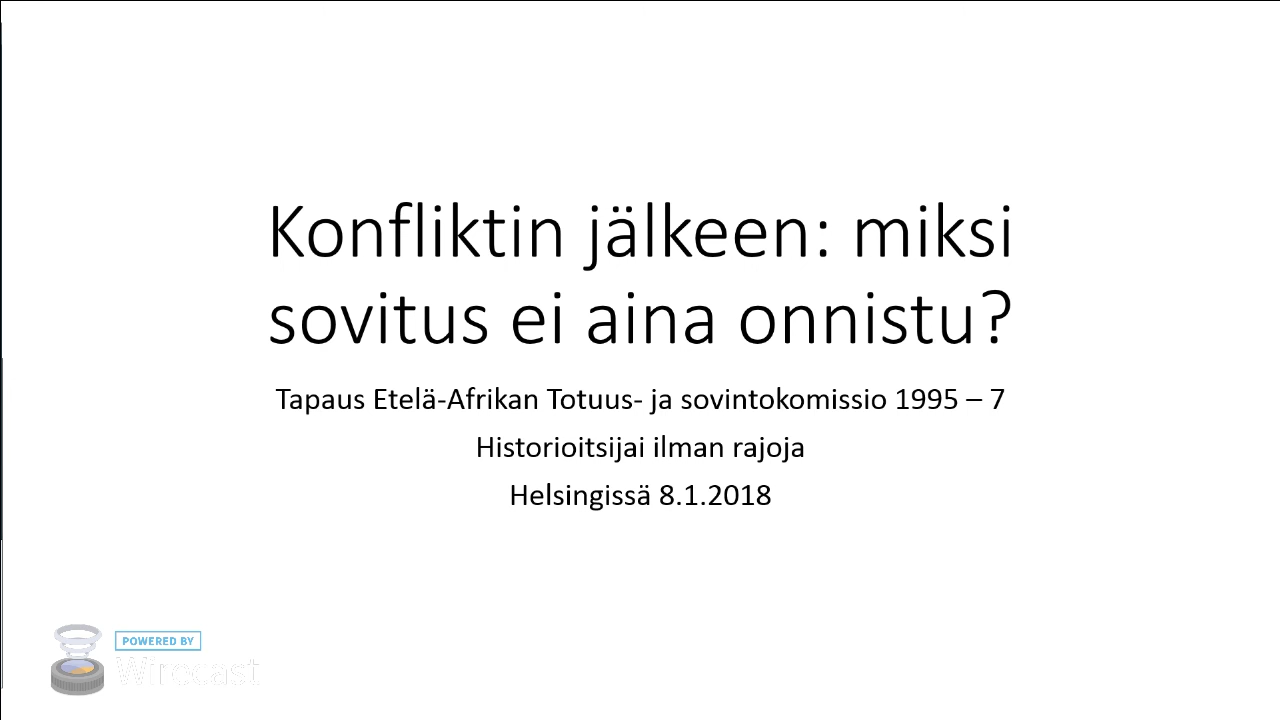 Konfliktin jälkeen: miksi
sovitus ei aina onnistu?
Tapaus Etelä-Afrikan Totuus- ja sovintokomissio 1995 – 7
Historioitsijai ilman rajoja
Helsingissä 8.1.2018
POWERED BY
Wirecast